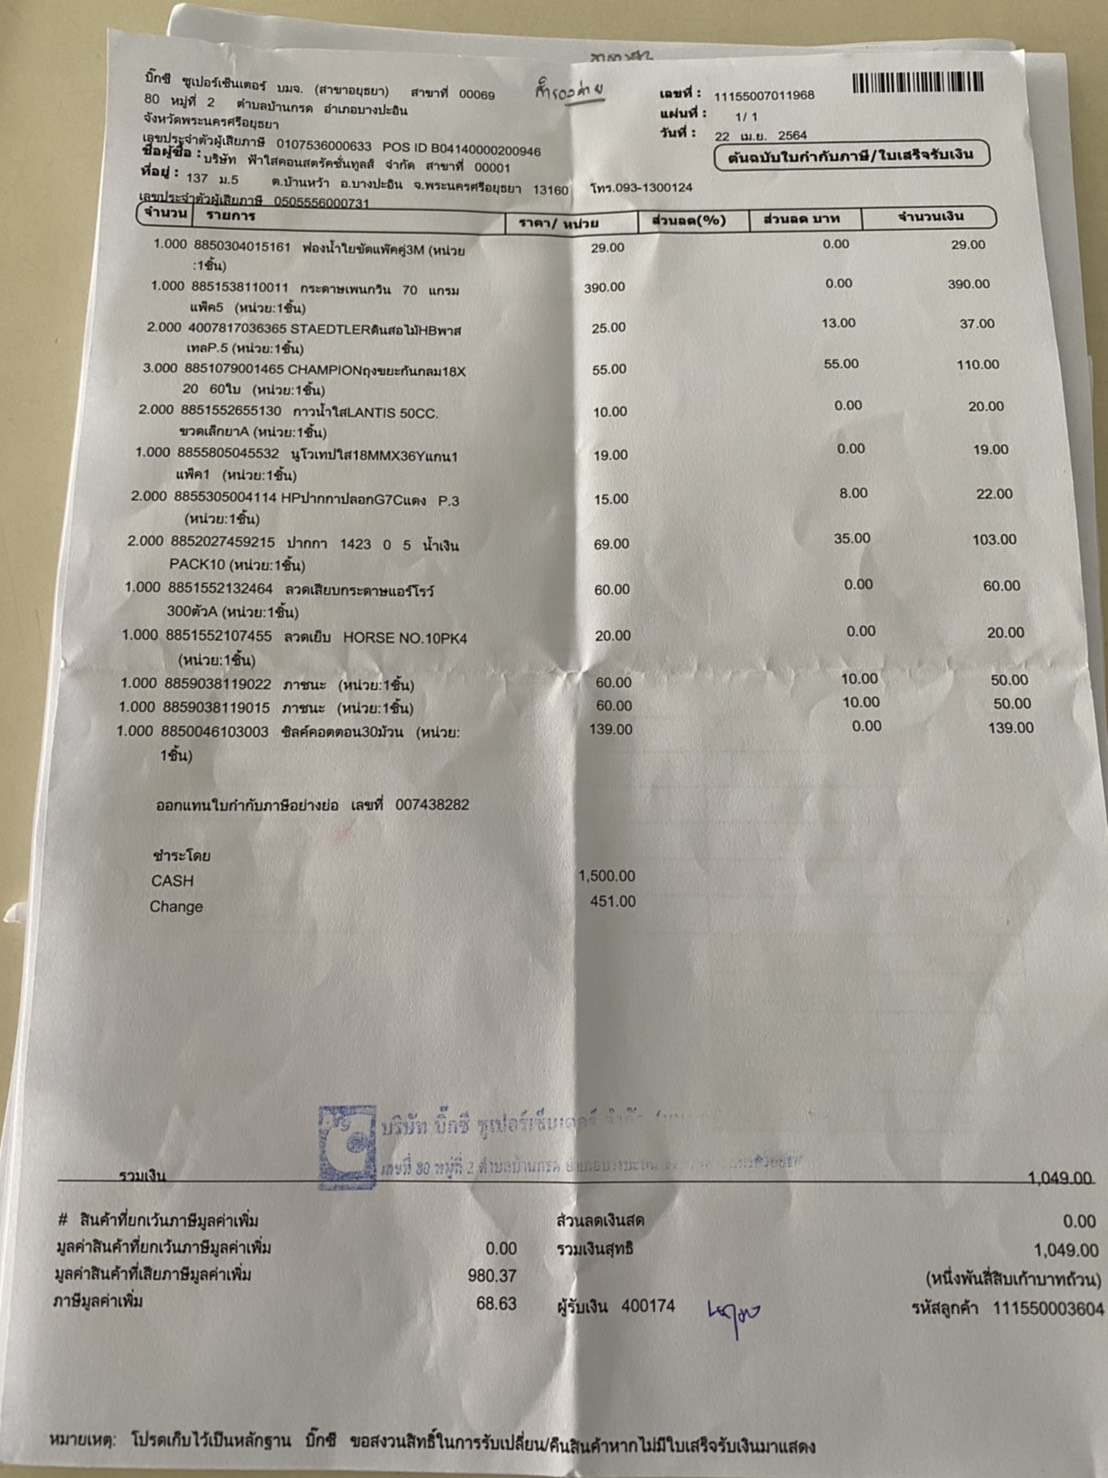 สำรองจ่าย
บิ๊กซี ซูเปอร์เซ็นเตอร์ บมจ. (สาขาอยุธยา) สาขาที่ 00069
80 หมู่ที่ 2 ตำบลบ้านกรด อำเภอบางปะอิน
จังหวัดพระนครศรีอยุธยา
เลขประจำตัวผู้เสียภาษี 0107536000633 POS ID B04140000200946
เลขที่ : 11155007011968
แผ่นที่ : 1/ 1
วันที่ : 22 เม.ย. 2564
ต้นฉบับใบกำกับภาษี/ใบเสร็จรับเงิน
ชื่อผู้ซื้อ : บริษัท ฟ้าใสคอนสตรัคชั่นทูลส์ จำกัด สาขาที่ 00001
ที่อยู่ : 137 ม.5 ต.บ้านหว้า อ.บางปะอิน จ.พระนครศรีอยุธยา 13160 โทร.093-1300124
เลขประจำตัวผู้เสียภาษี 0505556000731
จำนวน รายการ ราคา/ หน่วย ส่วนลด(%) ส่วนลด บาท จำนวนเงิน
1.000 8850304015161 ฟองน้ำใยขัดแพ๊คคู่3M (หน่วย 29.00 0.00 29.00
:1ชิ้น)
1.000 8851538110011 กระดาษเพนกวิน 70 แกรม 390.00 0.00 390.00
แพ็ค5 (หน่วย:1ชิ้น)
2.000 4007817036365 STAEDTLERดินสอไม้HBพาส 25.00 13.00 37.00
เทลP.5 (หน่วย:1ชิ้น)
3.000 8851079001465 CHAMPIONถุงขยะก้นกลม18X 55.00 55.00 110.00
20 60ใบ (หน่วย:1ชิ้น)
2.000 8851552655130 กาวน้ำใสLANTIS 50CC. 10.00 0.00 20.00
ขวดเล็กยาA (หน่วย:1ชิ้น)
1.000 8855805045532 นูโวเทปใส18MMX36Yแกน1 19.00 0.00 19.00
แพ็ค1 (หน่วย:1ชิ้น)
2.000 8855305004114 HPปากกาปลอกG7Cแดง P.3 15.00 8.00 22.00
(หน่วย:1ชิ้น)
2.000 8852027459215 ปากกา 1423 0 5 น้ำเงิน 69.00 35.00 103.00
PACK10 (หน่วย:1ชิ้น)
1.000 8851552132464 ลวดเสียบกระดาษแอร์โรว์ 60.00 0.00 60.00
300ตัวA (หน่วย:1ชิ้น)
1.000 8851552107455 ลวดเย็บ HORSE NO.10PK4 20.00 0.00 20.00
(หน่วย:1ชิ้น)
1.000 8859038119022 ภาชนะ (หน่วย:1ชิ้น) 60.00 10.00 50.00
1.000 8859038119015 ภาชนะ (หน่วย:1ชิ้น) 60.00 10.00 50.00
1.000 8850046103003 ซิลค์คอตตอน30ม้วน (หน่วย: 139.00 0.00 139.00
1ชิ้น)
ออกแทนใบกำกับภาษีอย่างย่อ เลขที่ 007438282
ชำระโดย
CASH 1,500.00
Change 451.00
บริษัท บิ๊กซี ซูเปอร์เซ็นเตอร์ จำกัด
เลขที่ 80 หมู่ที่ 2 ตำบลบ้านกรด
รวมเงิน 1,049.00
# สินค้าที่ยกเว้นภาษีมูลค่าเพิ่ม ส่วนลดเงินสด 0.00
มูลค่าสินค้าที่ยกเว้นภาษีมูลค่าเพิ่ม 0.00 รวมเงินสุทธิ 1,049.00
มูลค่าสินค้าที่เสียภาษีมูลค่าเพิ่ม 980.37 (หนึ่งพันสี่สิบเก้าบาทถ้วน)
ภาษีมูลค่าเพิ่ม 68.63 ผู้รับเงิน 400174 รหัสลูกค้า 111550003604
หมายเหตุ: โปรดเก็บไว้เป็นหลักฐาน บิ๊กซี ขอสงวนสิทธิ์ในการรับเปลี่ยน/คืนสินค้าหากไม่มีใบเสร็จรับเงินมาแสดง